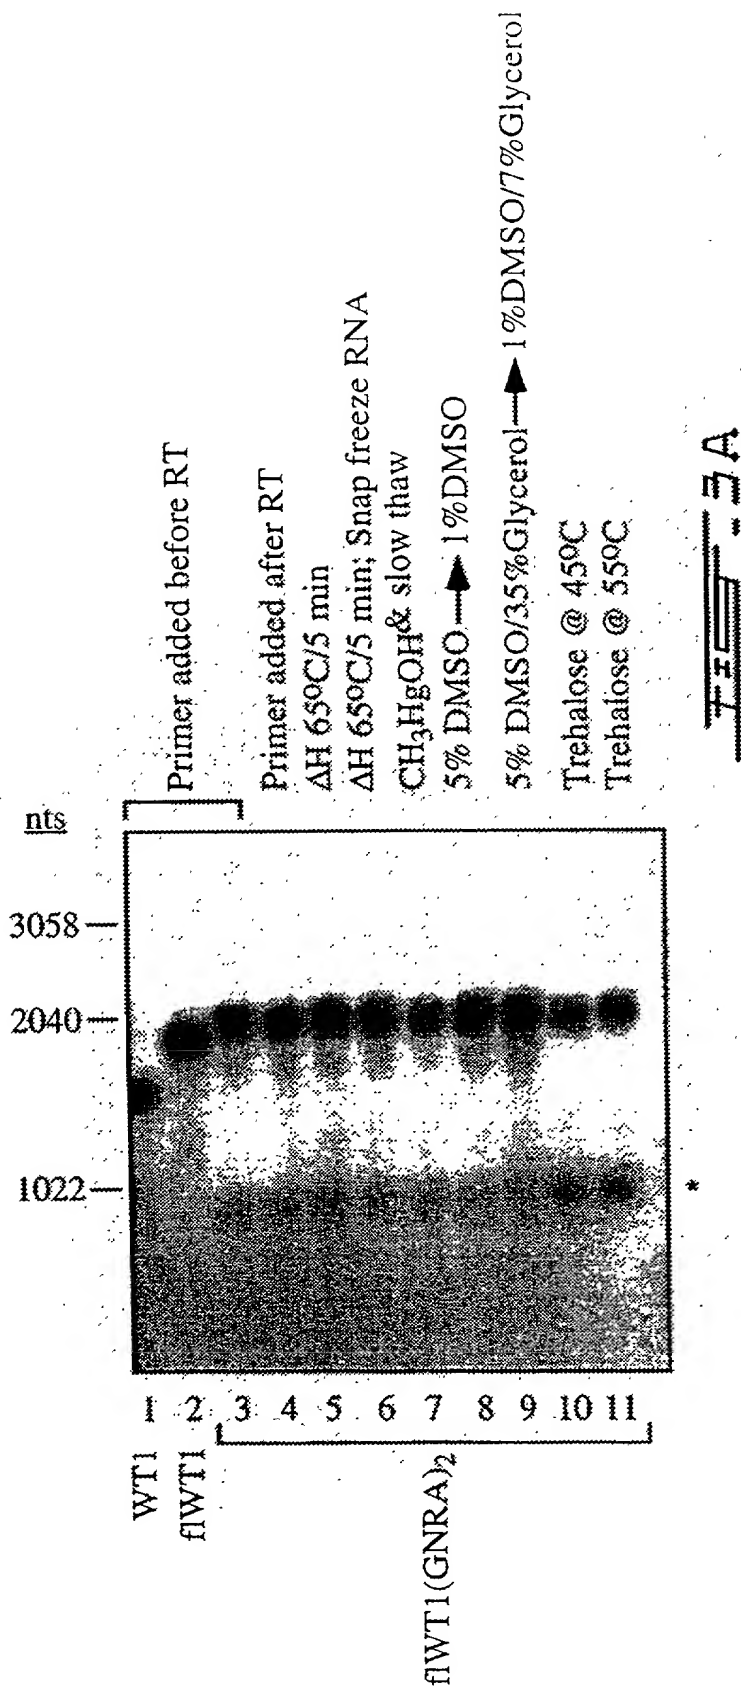 nts
3058
2040
1022
*
Primer added before RT
Primer added after RT
ΔH 65ºC/5 min
ΔH 65ºC/5 min; Snap freeze RNA
CH₃HgOH & slow thaw
5% DMSO → 1%DMSO
5% DMSO/35%Glycerol → 1%DMSO/7%Glycerol
Trehalose @ 45ºC
Trehalose @ 55ºC
WT1 1
flWT1 2
3
4
5
6
7
8
9
10
11
flWT1(GNRA)₂
FIG-3A